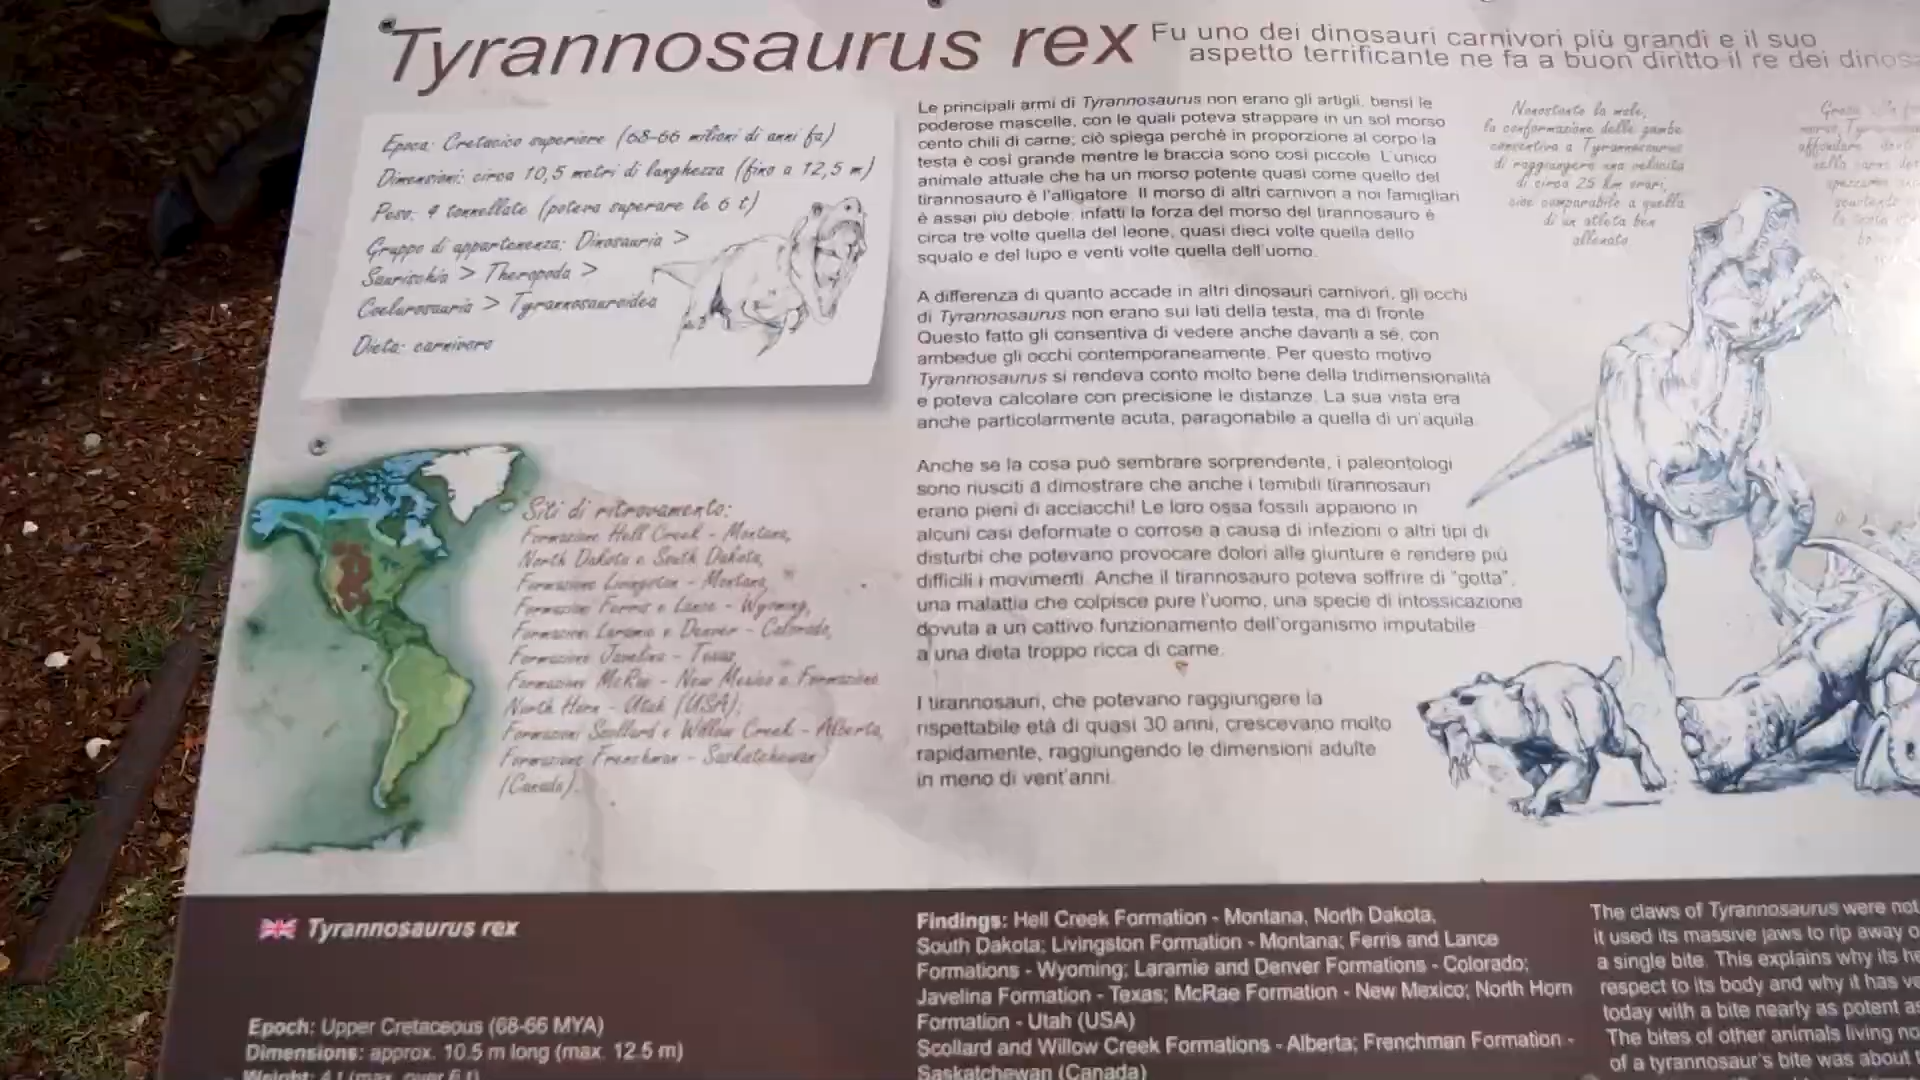 Tyrannosaurus rex
Fu uno dei dinosauri carnivori più grandi e il suo
aspetto terrificante ne fa a buon diritto il re dei
Epoca: Cretacico superiore (68-66 milioni di anni fa)
Dimensioni: circa 10,5 metri di lunghezza (fino a 12,5 m)
Peso: 4 tonnellate (poteva superare le 6 t)
Gruppo di appartenenza: Dinosauria >
Saurischia > Theropoda >
Coelurosauria > Tyrannosauroidea
Dieta: carnivoro
Siti di ritrovamento:
Formazione Hell Creek - Montana,
North Dakota e South Dakota,
Formazione Livingston - Montana,
Formazioni Ferris e Lance - Wyoming,
Formazioni Laramie e Denver - Colorado,
Formazione Javelina - Texas,
Formazioni McRae - New Mexico e Formazione
North Horn - Utah (USA);
Formazioni Scollard e Willow Creek - Alberta,
Formazione Frenchman - Saskatchewan
(Canada).
Le principali armi di Tyrannosaurus non erano gli artigli, bensì le
poderose mascelle, con le quali poteva strappare in un sol morso
cento chili di carne; ciò spiega perché in proporzione al corpo la
testa è così grande mentre le braccia sono così piccole. L'unico
animale attuale che ha un morso potente quasi come quello del
tirannosauro è l'alligatore. Il morso di altri carnivori a noi famigliari
è assai più debole: infatti la forza del morso del tirannosauro è
circa tre volte quella del leone, quasi dieci volte quella dello
squalo e del lupo e venti volte quella dell'uomo.
A differenza di quanto accade in altri dinosauri carnivori, gli occhi
di Tyrannosaurus non erano sui lati della testa, ma di fronte.
Questo fatto gli consentiva di vedere anche davanti a sé, con
ambedue gli occhi contemporaneamente. Per questo motivo
Tyrannosaurus si rendeva conto molto bene della tridimensionalità
e poteva calcolare con precisione le distanze. La sua vista era
anche particolarmente acuta, paragonabile a quella di un'aquila.
Anche se la cosa può sembrare sorprendente, i paleontologi
sono riusciti a dimostrare che anche i temibili tirannosauri
erano pieni di acciacchi! Le loro ossa fossili appaiono in
alcuni casi deformate o corrose a causa di infezioni o altri tipi di
disturbi che potevano provocare dolori alle giunture e rendere più
difficili i movimenti. Anche il tirannosauro poteva soffrire di "gotta",
una malattia che colpisce pure l'uomo, una specie di intossicazione
dovuta a un cattivo funzionamento dell'organismo imputabile
a una dieta troppo ricca di carne.
I tirannosauri, che potevano raggiungere la
rispettabile età di quasi 30 anni, crescevano molto
rapidamente, raggiungendo le dimensioni adulte
in meno di vent'anni.
Nonostante la mole,
la conformazione delle gambe
consentiva a Tyrannosaurus
di raggiungere una velocità
di circa 25 km orari,
cioè comparabile a quella
di un atleta ben
allenato
Tyrannosaurus rex
Epoch: Upper Cretaceous (68-66 MYA)
Dimensions: approx. 10.5 m long (max. 12.5 m)
Weight: 4 t (max. over 6 t)
Findings: Hell Creek Formation - Montana, North Dakota,
South Dakota; Livingston Formation - Montana; Ferris and Lance
Formations - Wyoming; Laramie and Denver Formations - Colorado;
Javelina Formation - Texas; McRae Formation - New Mexico; North Horn
Formation - Utah (USA)
Scollard and Willow Creek Formations - Alberta; Frenchman Formation -
Saskatchewan (Canada)
The claws of Tyrannosaurus were not
it used its massive jaws to rip away
a single bite. This explains why its
respect to its body and why it has
today with a bite nearly as potent
The bites of other animals living
of a tyrannosaur's bite was about